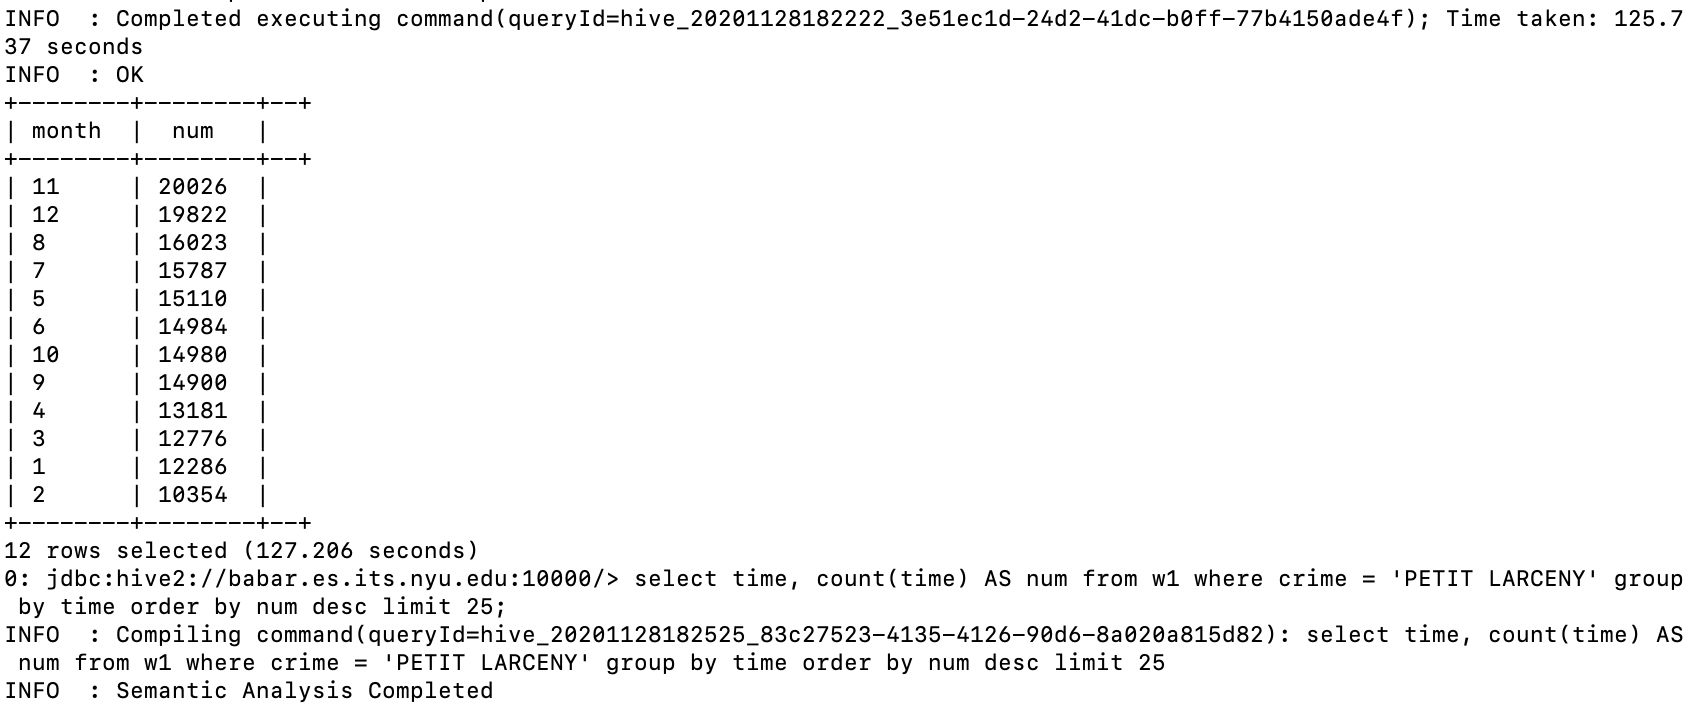 INFO  : Completed executing command(queryId=hive_20201128182222_3e51ec1d-24d2-41dc-b0ff-77b4150ade4f); Time taken: 125.7
37 seconds
INFO  : OK
+--------+--------+--+
| month  |  num   |
+--------+--------+--+
| 11     | 20026  |
| 12     | 19822  |
| 8      | 16023  |
| 7      | 15787  |
| 5      | 15110  |
| 6      | 14984  |
| 10     | 14980  |
| 9      | 14900  |
| 4      | 13181  |
| 3      | 12776  |
| 1      | 12286  |
| 2      | 10354  |
+--------+--------+--+
12 rows selected (127.206 seconds)
0: jdbc:hive2://babar.es.its.nyu.edu:10000/> select time, count(time) AS num from w1 where crime = 'PETIT LARCENY' group
 by time order by num desc limit 25;
INFO  : Compiling command(queryId=hive_20201128182525_83c27523-4135-4126-90d6-8a020a815d82): select time, count(time) AS
 num from w1 where crime = 'PETIT LARCENY' group by time order by num desc limit 25
INFO  : Semantic Analysis Completed